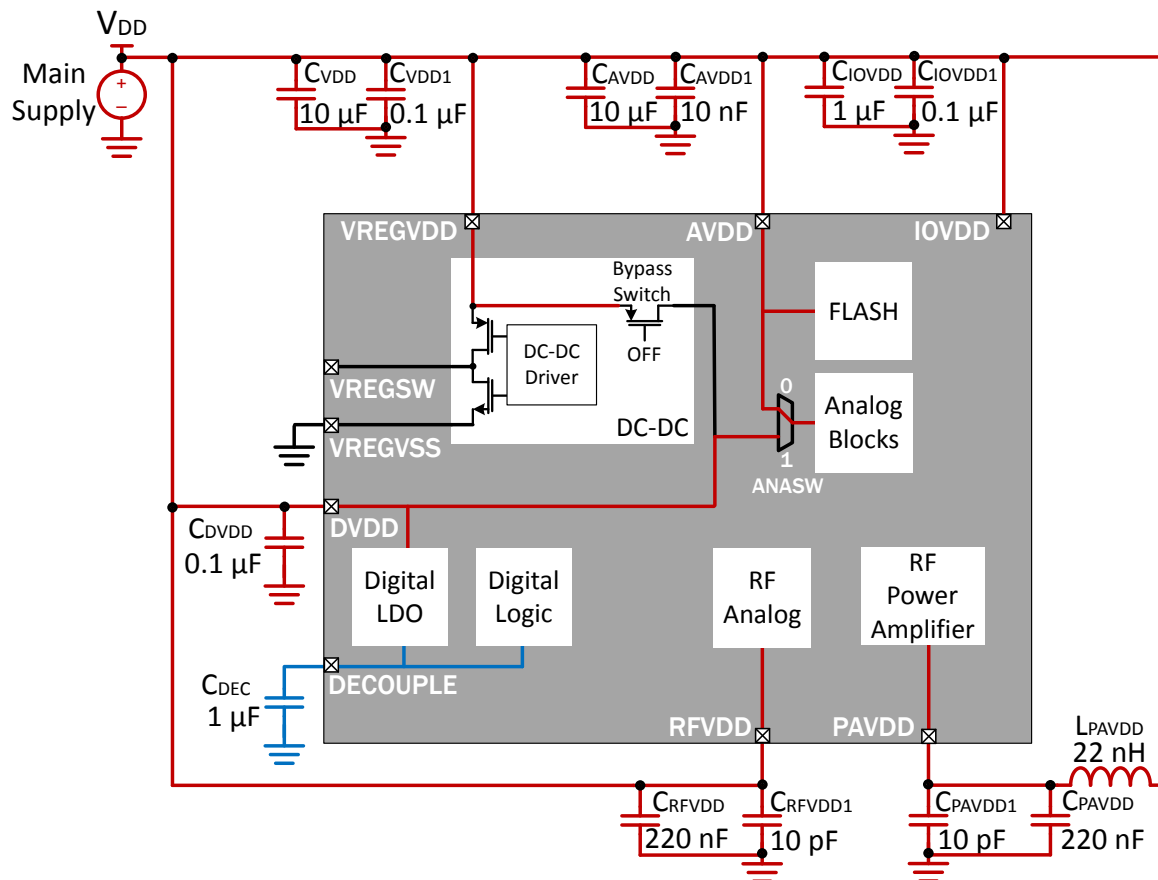 VDD
Main
Supply
+
−
CVDD
10 µF
CVDD1
0.1 µF
CAVDD
10 µF
CAVDD1
10 nF
CIOVDD
1 µF
CIOVDD1
0.1 µF
VREGVDD
AVDD
IOVDD
Bypass
Switch
OFF
FLASH
DC-DC
Driver
VREGSW
DC-DC
0
Analog
Blocks
1
ANASW
VREGVSS
CDVDD
0.1 µF
DVDD
Digital
LDO
Digital
Logic
RF
Analog
RF
Power
Amplifier
CDEC
1 µF
DECOUPLE
RFVDD
PAVDD
LPAVDD
22 nH
CRFVDD
220 nF
CRFVDD1
10 pF
CPAVDD1
10 pF
CPAVDD
220 nF